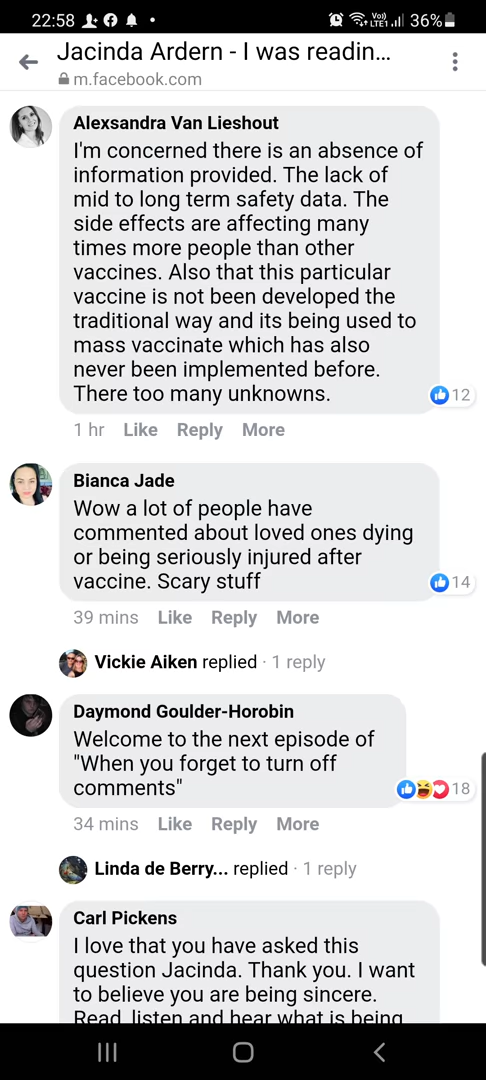 22:58 Vo) LTE1 36%
Jacinda Ardern - I was readin...
m.facebook.com
Alexsandra Van Lieshout
I'm concerned there is an absence of
information provided. The lack of
mid to long term safety data. The
side effects are affecting many
times more people than other
vaccines. Also that this particular
vaccine is not been developed the
traditional way and its being used to
mass vaccinate which has also
never been implemented before.
There too many unknowns.
12
1 hr Like Reply More
Bianca Jade
Wow a lot of people have
commented about loved ones dying
or being seriously injured after
vaccine. Scary stuff
14
39 mins Like Reply More
Vickie Aiken replied · 1 reply
Daymond Goulder-Horobin
Welcome to the next episode of
"When you forget to turn off
comments"
18
34 mins Like Reply More
Linda de Berry... replied · 1 reply
Carl Pickens
I love that you have asked this
question Jacinda. Thank you. I want
to believe you are being sincere.
Read, listen and hear what is being